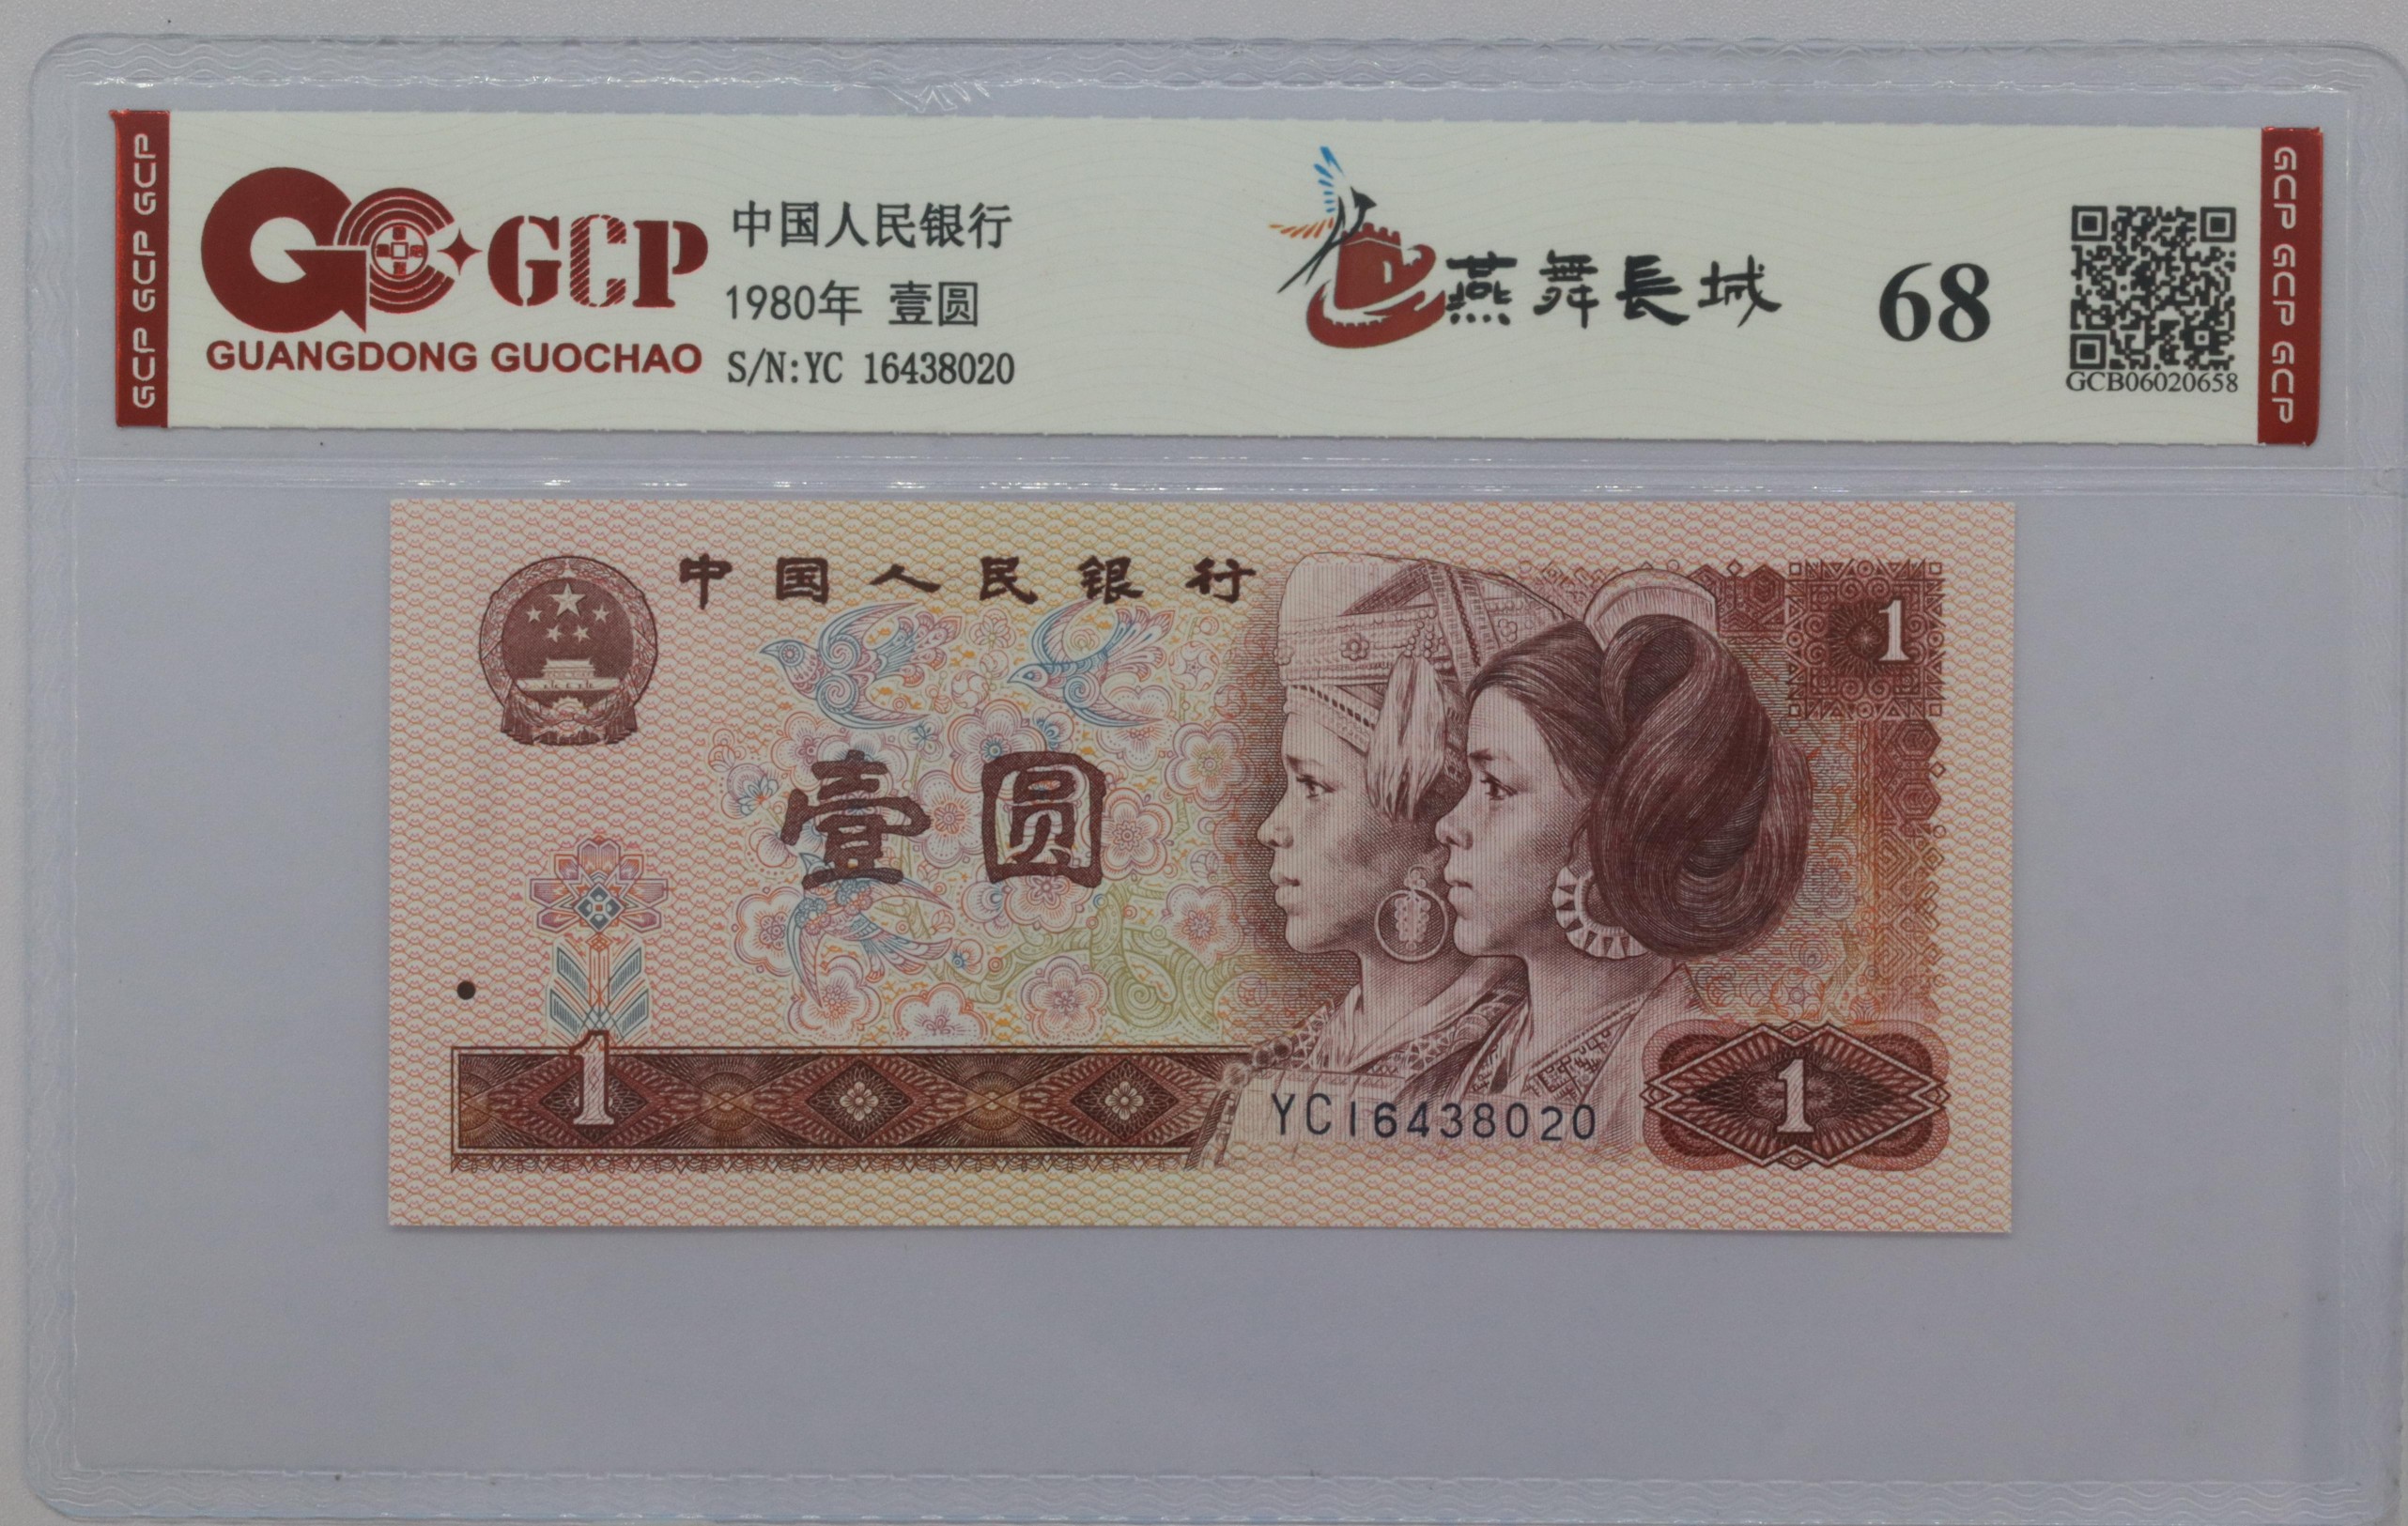 GCP GCP GCP
GCP
GUANGDONG GUOCHAO
中国人民银行
1980年 壹圆
S/N:YC 16438020
燕舞長城
68
GCB06020658
GCP GCP GCP
中国人民银行
1
壹圆
1
YC16438020
1